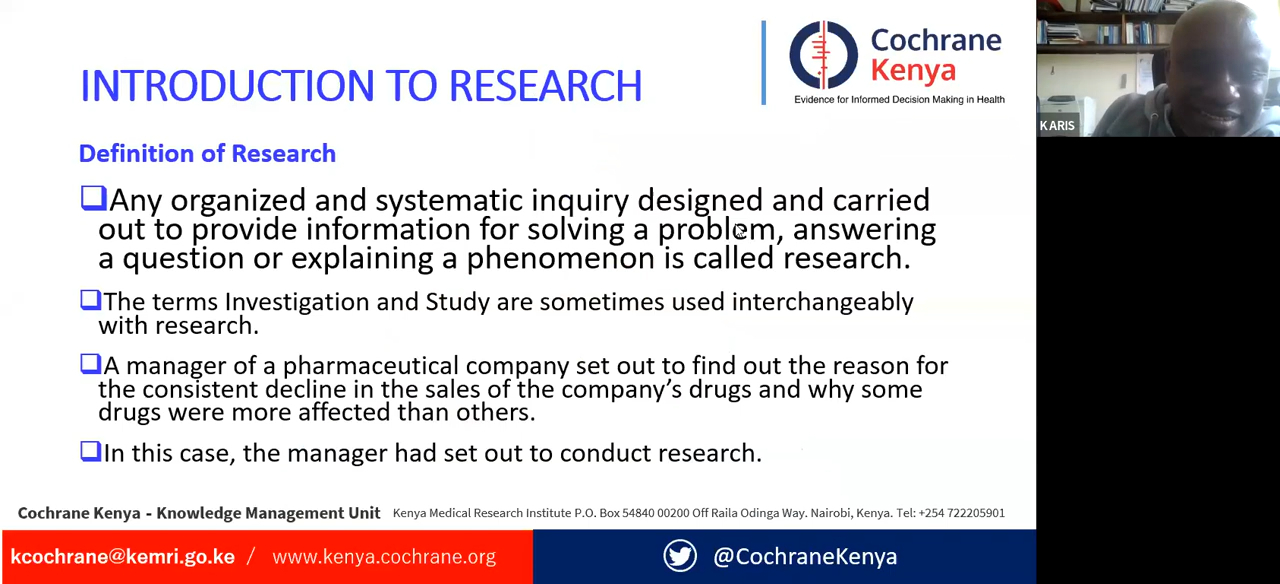 INTRODUCTION TO RESEARCH
Cochrane
Kenya
Evidence for Informed Decision Making in Health
KARIS
Definition of Research
Any organized and systematic inquiry designed and carried
out to provide information for solving a problem, answering
a question or explaining a phenomenon is called research.
The terms Investigation and Study are sometimes used interchangeably
with research.
A manager of a pharmaceutical company set out to find out the reason for
the consistent decline in the sales of the company's drugs and why some
drugs were more affected than others.
In this case, the manager had set out to conduct research.
Cochrane Kenya - Knowledge Management Unit Kenya Medical Research Institute P.O. Box 54840 00200 Off Raila Odinga Way. Nairobi, Kenya. Tel: +254 722205901
kcochrane@kemri.go.ke / www.kenya.cochrane.org
@CochraneKenya